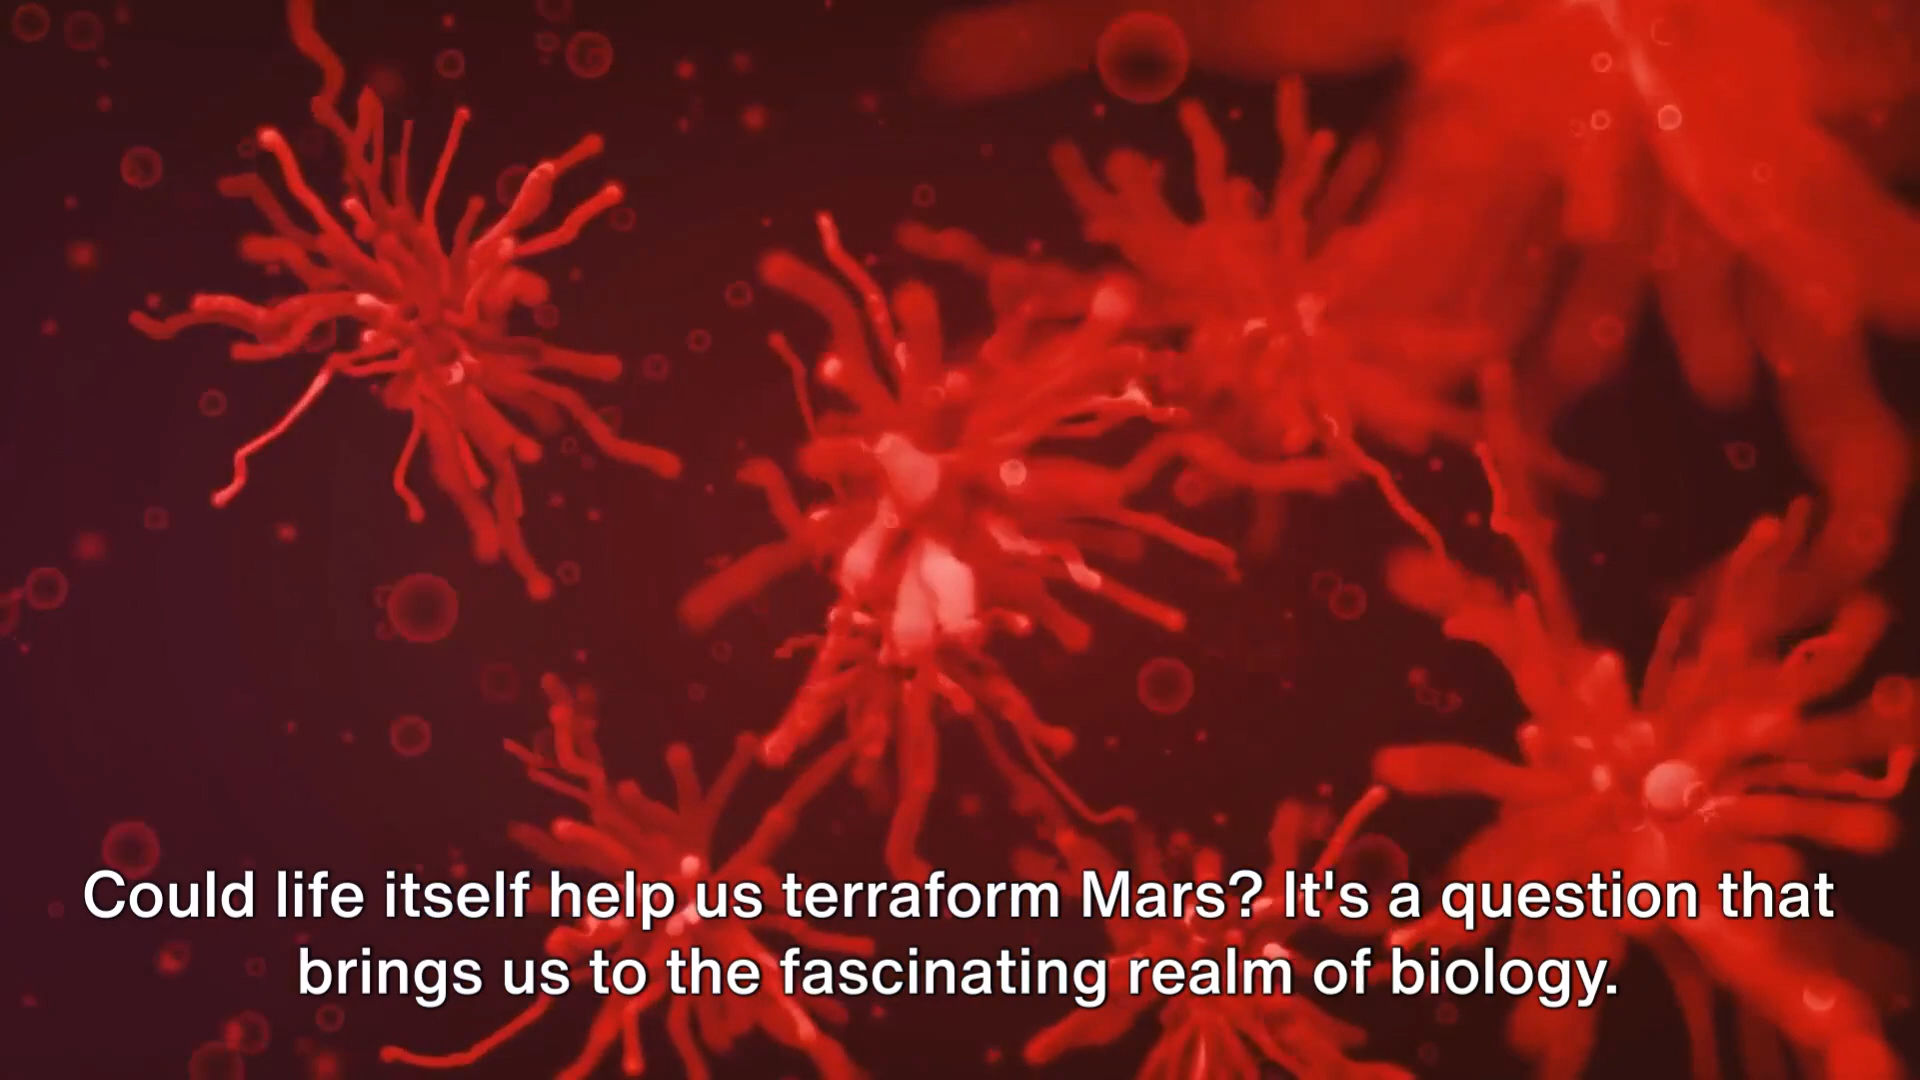 Could life itself help us terraform Mars? It's a question that
brings us to the fascinating realm of biology.